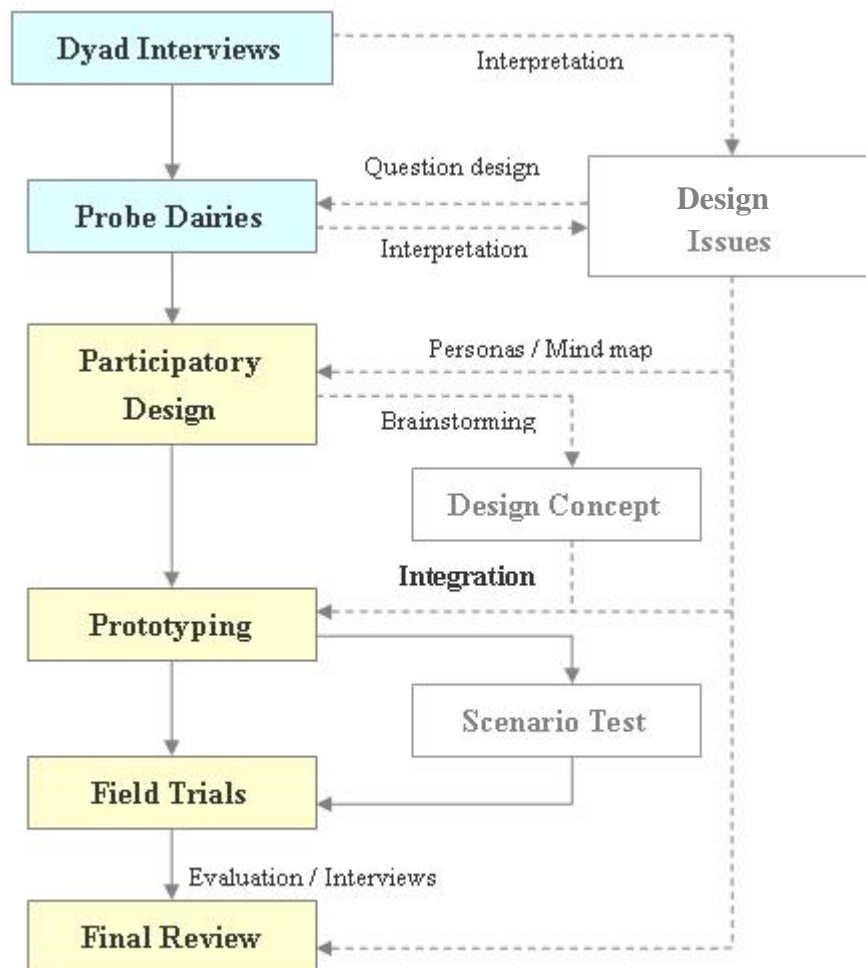 Dyad Interviews
Interpretation
Question design
Probe Dairies
Design
Issues
Interpretation
Personas / Mind map
Participatory
Design
Brainstorming
Design Concept
Integration
Prototyping
Scenario Test
Field Trials
Evaluation / Interviews
Final Review